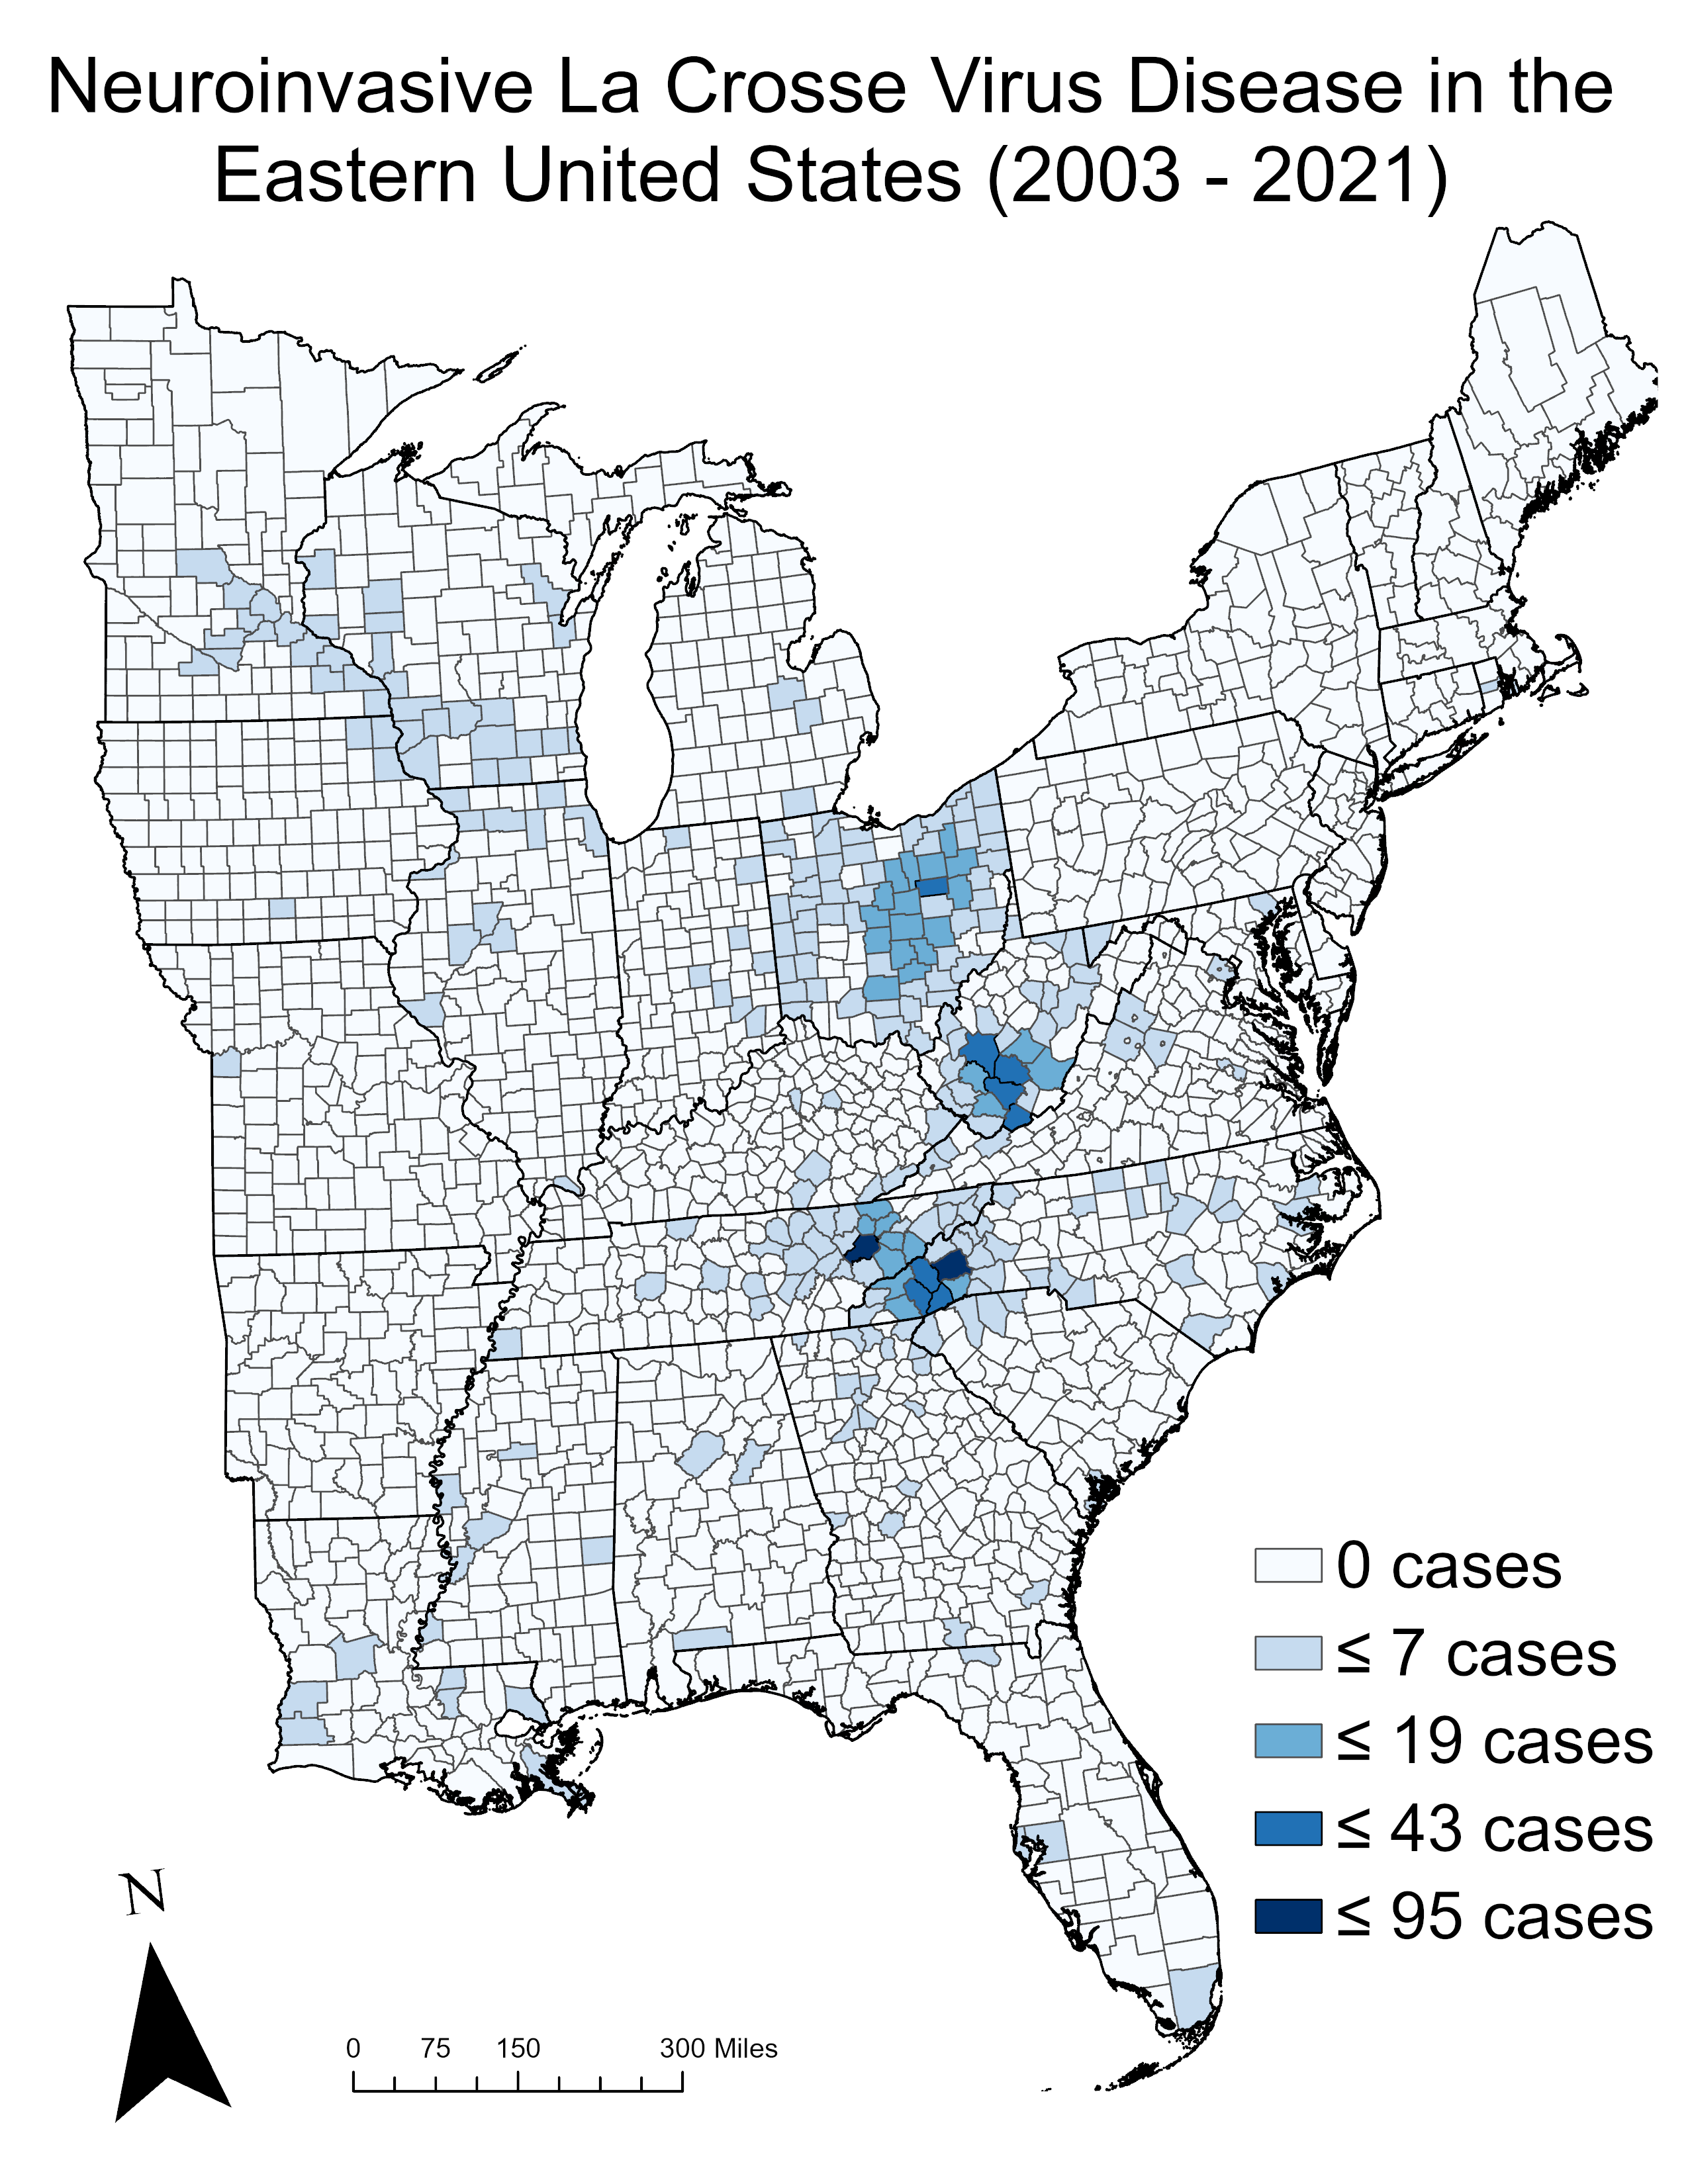 Neuroinvasive La Crosse Virus Disease in the
Eastern United States (2003 - 2021)
0 cases
≤ 7 cases
≤ 19 cases
≤ 43 cases
≤ 95 cases
N
0 75 150 300 Miles